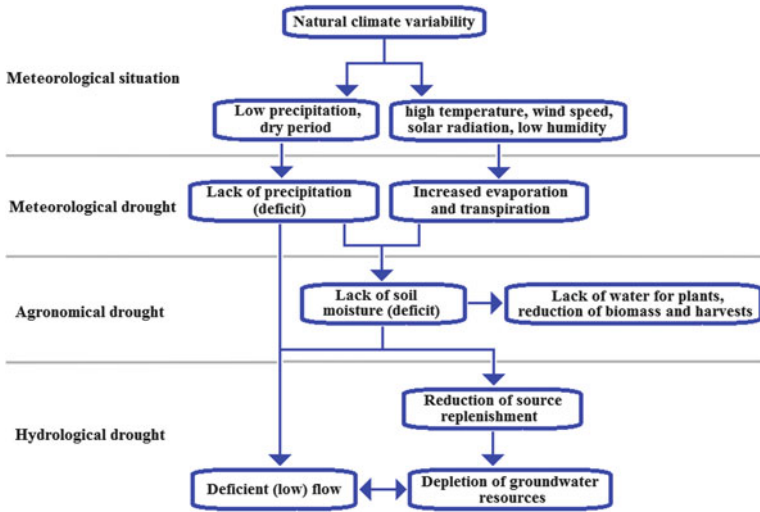 Natural climate variability
Meteorological situation
Low precipitation,
dry period
high temperature, wind speed,
solar radiation, low humidity
Meteorological drought
Lack of precipitation
(deficit)
Increased evaporation
and transpiration
Agronomical drought
Lack of soil
moisture (deficit)
Lack of water for plants,
reduction of biomass and harvests
Reduction of source
replenishment
Hydrological drought
Deficient (low) flow
Depletion of groundwater
resources